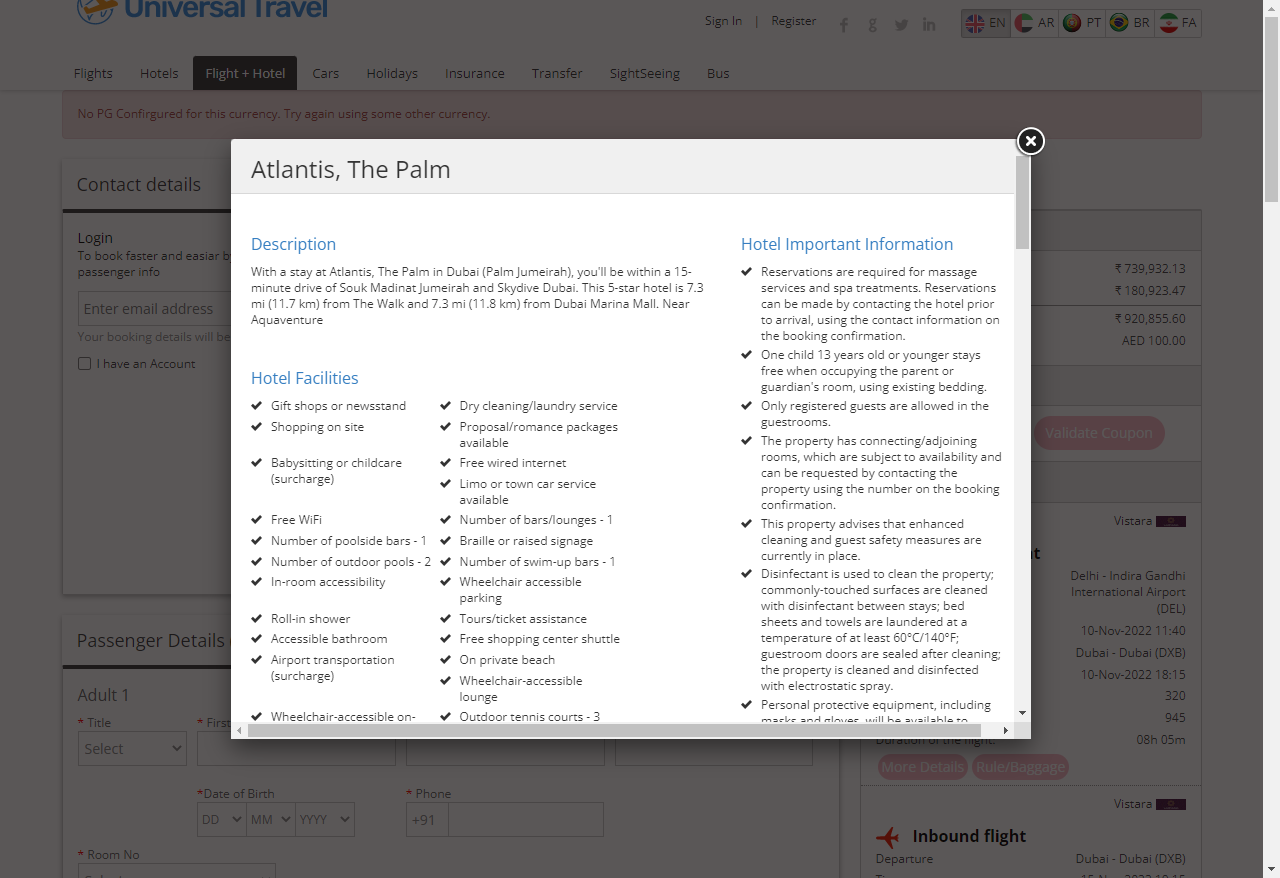 Universal Travel
Sign In | Register
EN AR PT BR FA
Flights Hotels Flight + Hotel Cars Holidays Insurance Transfer SightSeeing Bus
No PG Confirgured for this currency. Try again using some other currency.
Contact details
Login
To book faster and easiar b
passenger info
Enter email address
Your booking details will be
I have an Account
Passenger Details
Adult 1
* Title
* First
Select
*Date of Birth
* Phone
DD MM YYYY
+91
* Room No
Atlantis, The Palm
Description
With a stay at Atlantis, The Palm in Dubai (Palm Jumeirah), you'll be within a 15-
minute drive of Souk Madinat Jumeirah and Skydive Dubai. This 5-star hotel is 7.3
mi (11.7 km) from The Walk and 7.3 mi (11.8 km) from Dubai Marina Mall. Near
Aquaventure
Hotel Facilities
Gift shops or newsstand
Dry cleaning/laundry service
Shopping on site
Proposal/romance packages
available
Babysitting or childcare
(surcharge)
Free wired internet
Limo or town car service
available
Free WiFi
Number of bars/lounges - 1
Number of poolside bars - 1
Braille or raised signage
Number of outdoor pools - 2
Number of swim-up bars - 1
In-room accessibility
Wheelchair accessible
parking
Roll-in shower
Tours/ticket assistance
Accessible bathroom
Free shopping center shuttle
Airport transportation
(surcharge)
On private beach
Wheelchair-accessible
lounge
Wheelchair-accessible on-
Outdoor tennis courts - 3
Hotel Important Information
Reservations are required for massage
services and spa treatments. Reservations
can be made by contacting the hotel prior
to arrival, using the contact information on
the booking confirmation.
One child 13 years old or younger stays
free when occupying the parent or
guardian's room, using existing bedding.
Only registered guests are allowed in the
guestrooms.
The property has connecting/adjoining
rooms, which are subject to availability and
can be requested by contacting the
property using the number on the booking
confirmation.
This property advises that enhanced
cleaning and guest safety measures are
currently in place.
Disinfectant is used to clean the property;
commonly-touched surfaces are cleaned
with disinfectant between stays; bed
sheets and towels are laundered at a
temperature of at least 60°C/140°F;
guestroom doors are sealed after cleaning;
the property is cleaned and disinfected
with electrostatic spray.
Personal protective equipment, including
masks and gloves, will be available to
₹ 739,932.13
₹ 180,923.47
₹ 920,855.60
AED 100.00
Validate Coupon
Vistara
Delhi - Indira Gandhi
International Airport
(DEL)
10-Nov-2022 11:40
Dubai - Dubai (DXB)
10-Nov-2022 18:15
320
945
Duration of the flight:
08h 05m
More Details Rule/Baggage
Vistara
Inbound flight
Departure
Dubai - Dubai (DXB)